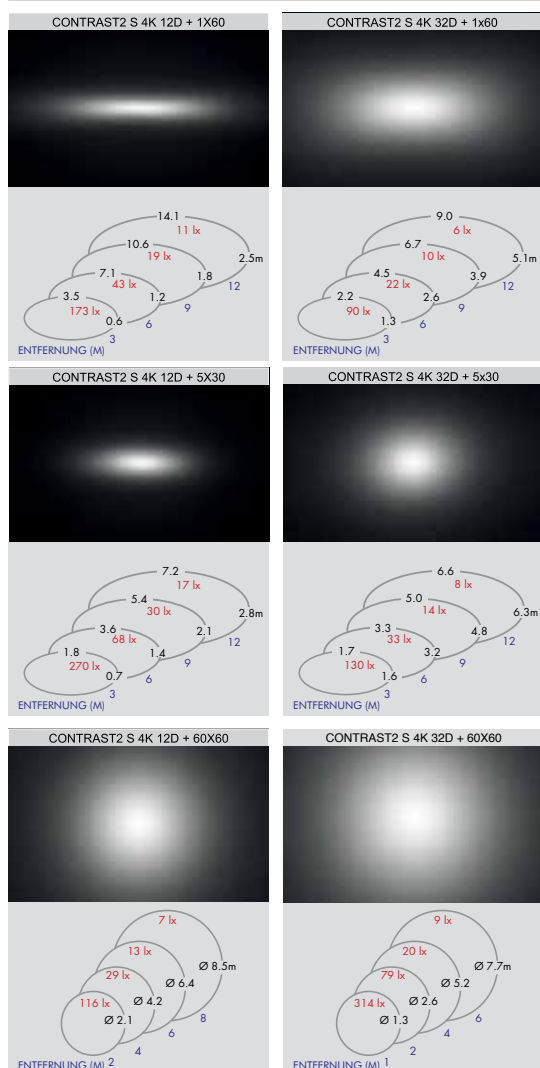 CONTRAST2 S 4K 12D + 1X60
14.1
11 lx
10.6
19 lx
2.5m
7.1
43 lx
1.8
12
3.5
173 lx
1.2
9
0.6
6
3
ENTFERNUNG (M)
CONTRAST2 S 4K 32D + 1x60
9.0
6 lx
6.7
10 lx
5.1m
4.5
22 lx
3.9
12
2.2
90 lx
2.6
9
1.3
6
3
ENTFERNUNG (M)
CONTRAST2 S 4K 12D + 5X30
7.2
17 lx
5.4
30 lx
2.8m
3.6
68 lx
2.1
12
1.8
270 lx
1.4
9
0.7
6
3
ENTFERNUNG (M)
CONTRAST2 S 4K 32D + 5x30
6.6
8 lx
5.0
14 lx
6.3m
3.3
33 lx
4.8
12
1.7
130 lx
3.2
9
1.6
6
3
ENTFERNUNG (M)
CONTRAST2 S 4K 12D + 60X60
7 lx
13 lx
Ø 8.5m
29 lx
Ø 6.4
116 lx
Ø 4.2
8
Ø 2.1
6
4
ENTFERNUNG (M) 2
CONTRAST2 S 4K 32D + 60X60
9 lx
20 lx
Ø 7.7m
79 lx
Ø 5.2
314 lx
Ø 2.6
6
Ø 1.3
4
2
ENTFERNUNG (M) 1